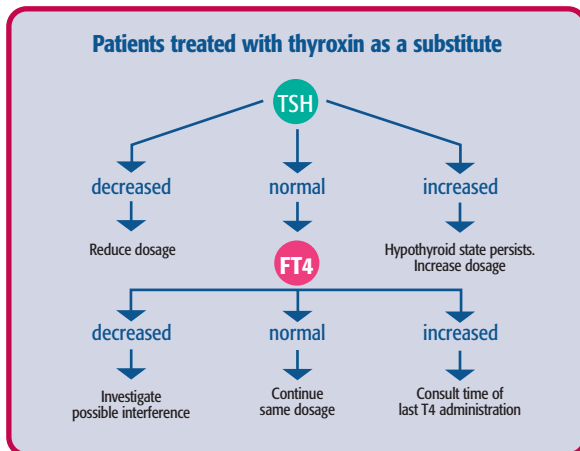 Patients treated with thyroxin as a substitute
TSH
decreased
normal
increased
Reduce dosage
Hypothyroid state persists.
Increase dosage
FT4
decreased
normal
increased
Investigate
possible interference
Continue
same dosage
Consult time of
last T4 administration